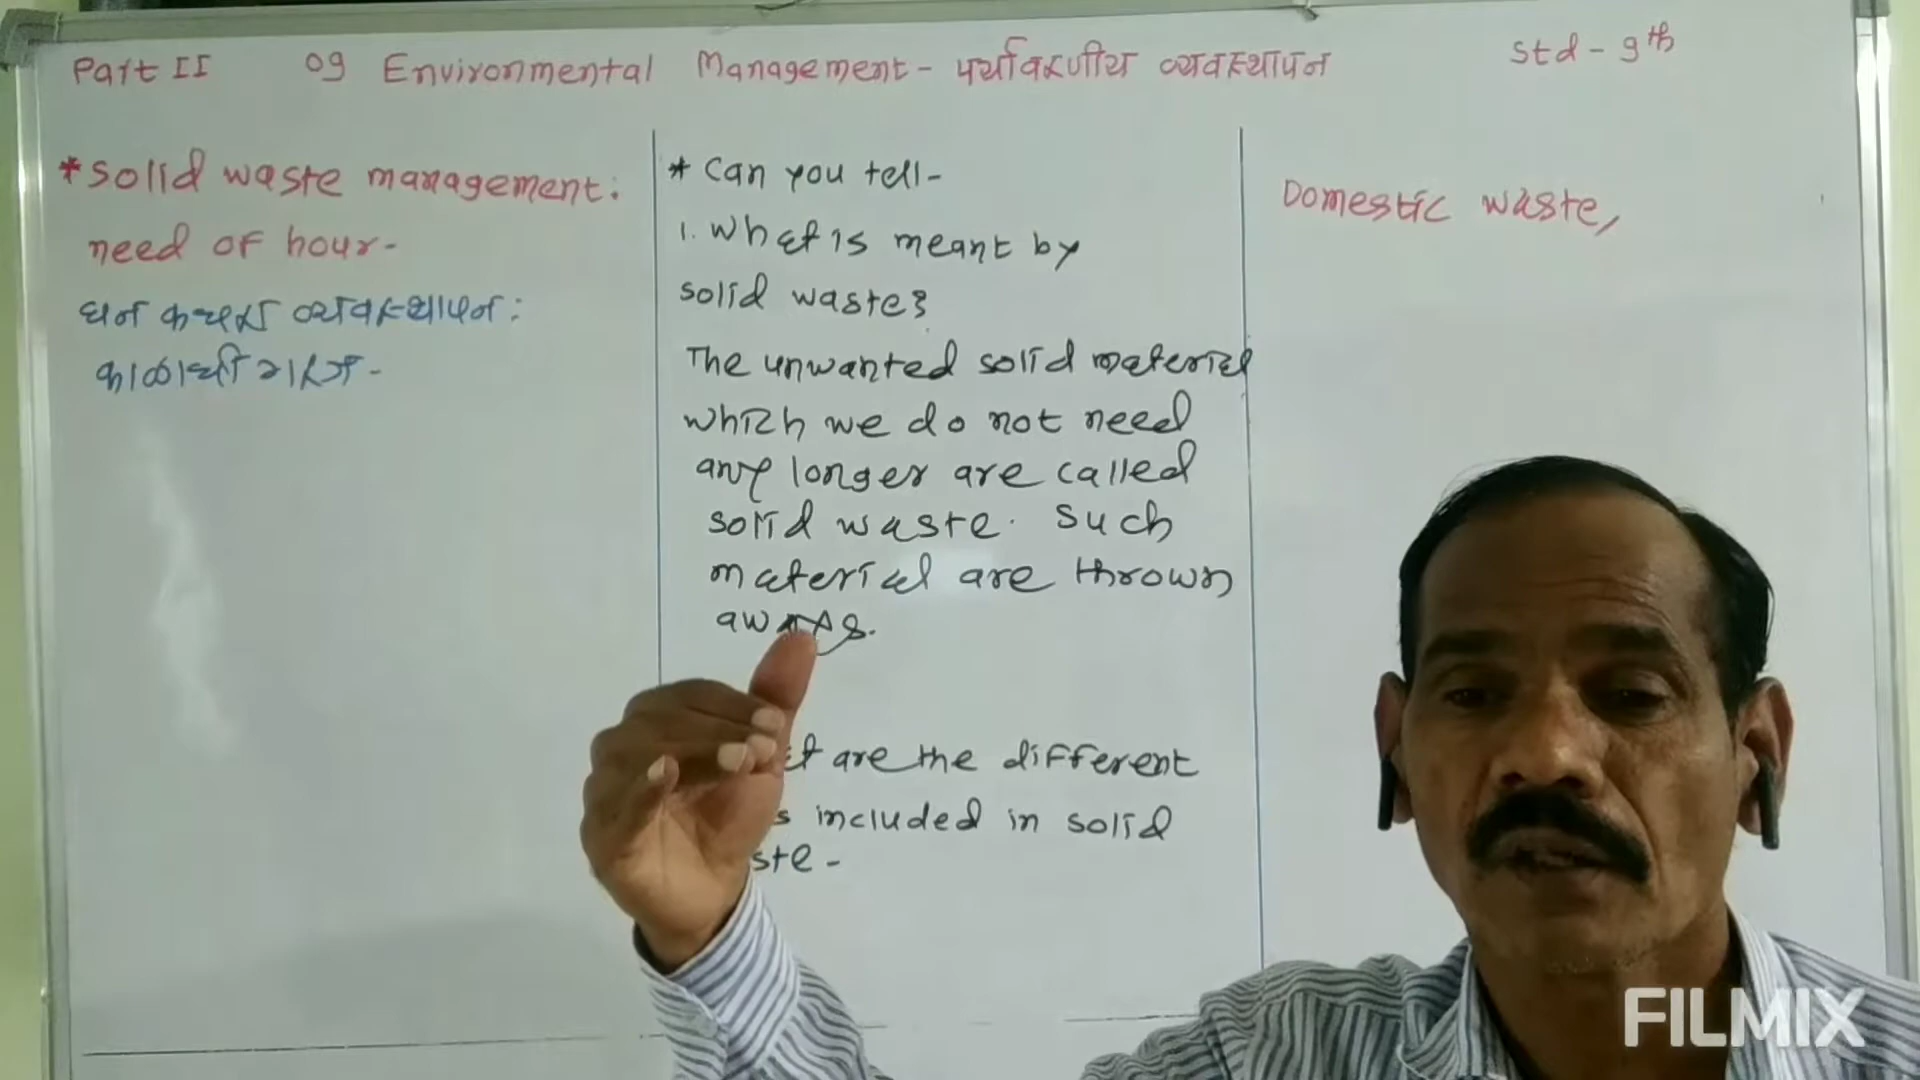 Part II 09 Environmental Management - पर्यावरणीय व्यवस्थापन Std - 9th
* Solid waste management:
need of hour -
घन कचरा व्यवस्थापन:
काळाची गरज -
* Can you tell -
1. What is meant by
solid waste?
The unwanted solid material
which we do not need
any longer are called
solid waste. Such
material are thrown
are the different
included in solid
Domestic waste,
FILMIX